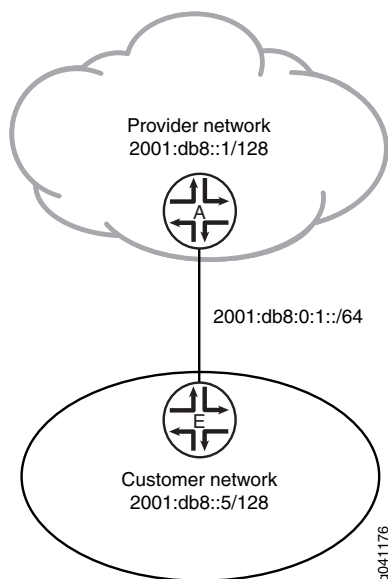 Provider network
2001:db8::1/128
A
2001:db8:0:1::/64
E
Customer network
2001:db8::5/128
g041176